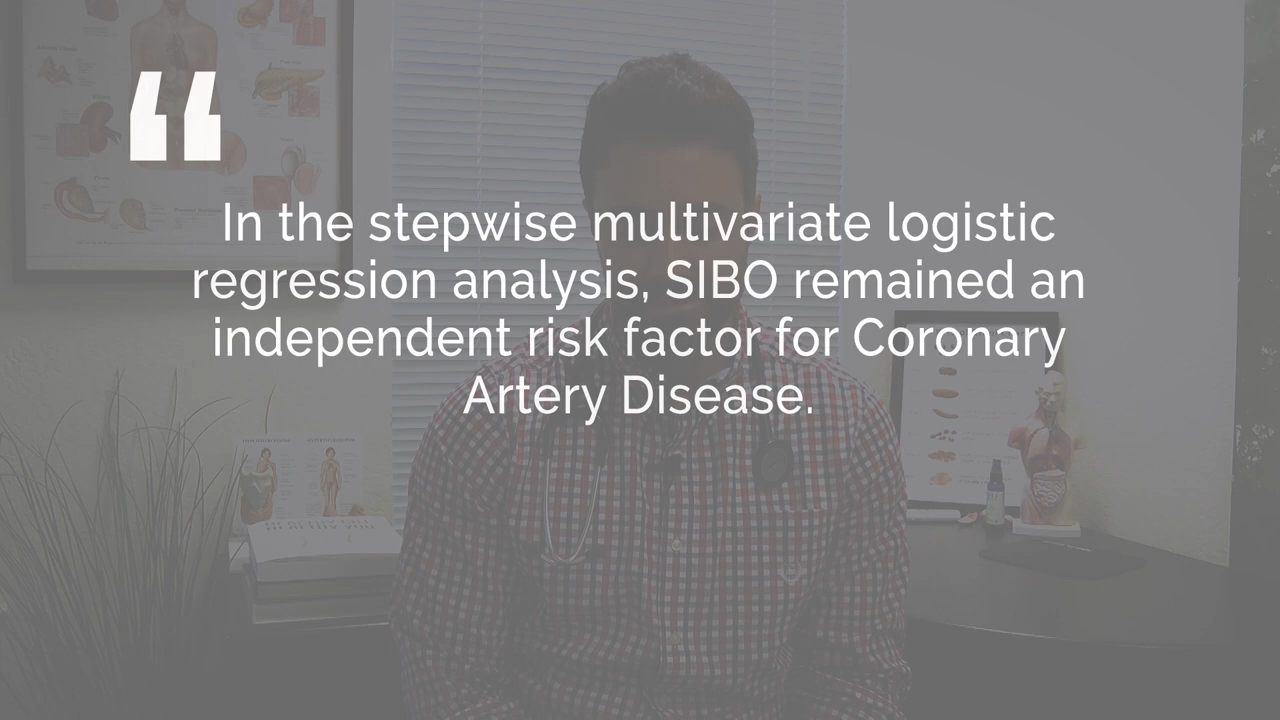 “
In the stepwise multivariate logistic
regression analysis, SIBO remained an
independent risk factor for Coronary
Artery Disease.